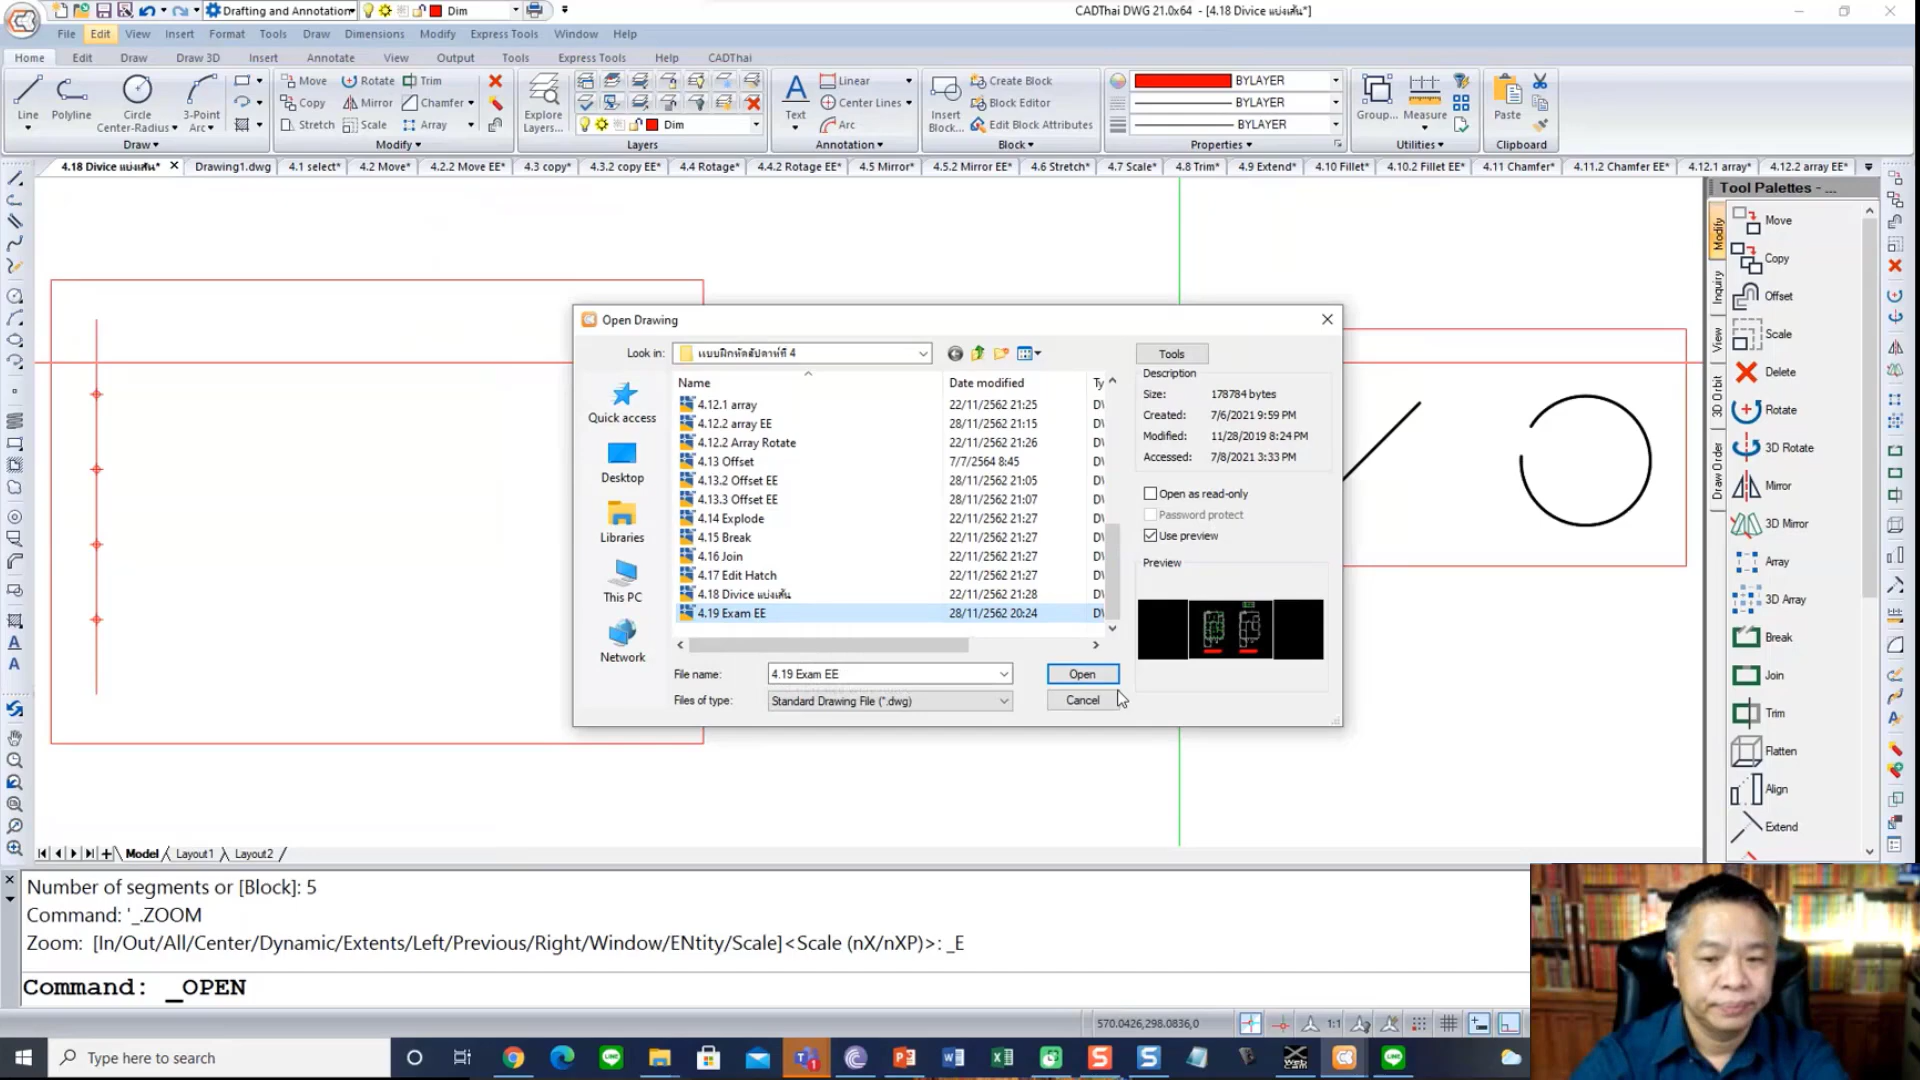 Drafting and Annotation
Dim
CADThai DWG 21.0x64 - [4.18 Divice แบ่งเส้น*]
File Edit View Insert Format Tools Draw Dimensions Modify Express Tools Window Help
Home Edit Draw Draw 3D Insert Annotate View Output Tools Express Tools Help CADThai
Line
Polyline
Circle
Center-Radius
3-Point
Arc
Draw
Move Rotate Trim
Copy Mirror Chamfer
Stretch Scale Array
Modify
Explore
Layers...
Dim
Layers
Text
Linear
Center Lines
Arc
Annotation
Insert
Block...
Create Block
Block Editor
Edit Block Attributes
Block
BYLAYER
BYLAYER
BYLAYER
Properties
Group...
Measure
Utilities
Paste
Clipboard
4.18 Divice แบ่งเส้น* Drawing1.dwg 4.1 select* 4.2 Move* 4.2.2 Move EE* 4.3 copy* 4.3.2 copy EE* 4.4 Rotage* 4.4.2 Rotage EE* 4.5 Mirror* 4.5.2 Mirror EE* 4.6 Stretch* 4.7 Scale* 4.8 Trim* 4.9 Extend* 4.10 Fillet* 4.10.2 Fillet EE* 4.11 Chamfer* 4.11.2 Chamfer EE* 4.12.1 array* 4.12.2 array EE*
Tool Palettes - ...
Modify
Inquiry
View
3D Orbit
Draw Order
Move
Copy
Offset
Scale
Delete
Rotate
3D Rotate
Mirror
3D Mirror
Array
3D Array
Break
Join
Trim
Flatten
Align
Extend
Open Drawing
Look in: แบบฝึกหัดสัปดาห์ที่ 4
Quick access
Desktop
Libraries
This PC
Network
Name Date modified Ty
4.12.1 array 22/11/2562 21:25 D
4.12.2 array EE 28/11/2562 21:15 D
4.12.2 Array Rotate 22/11/2562 21:26 D
4.13 Offset 7/7/2564 8:45 D
4.13.2 Offset EE 28/11/2562 21:05 D
4.13.3 Offset EE 28/11/2562 21:07 D
4.14 Explode 22/11/2562 21:27 D
4.15 Break 22/11/2562 21:27 D
4.16 Join 22/11/2562 21:27 D
4.17 Edit Hatch 22/11/2562 21:27 D
4.18 Divice แบ่งเส้น 22/11/2562 21:28 D
4.19 Exam EE 28/11/2562 20:24 D
File name: 4.19 Exam EE Open
Files of type: Standard Drawing File (*.dwg) Cancel
Tools
Description
Size: 178784 bytes
Created: 7/6/2021 9:59 PM
Modified: 11/28/2019 8:24 PM
Accessed: 7/8/2021 3:33 PM
Open as read-only
Password protect
Use preview
Preview
Model Layout1 Layout2
Number of segments or [Block]: 5
Command: '_.ZOOM
Zoom: [In/Out/All/Center/Dynamic/Extents/Left/Previous/Right/Window/ENtity/Scale]<Scale (nX/nXP)>: _E
Command: _OPEN
570.0426,298.0836,0 1:1
Type here to search